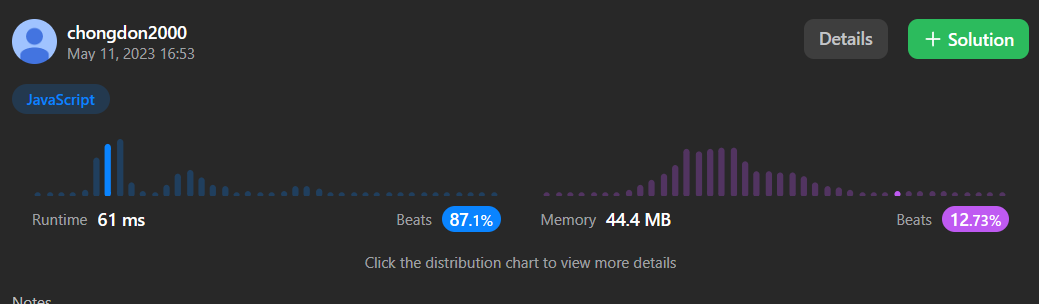 chongdon2000
May 11, 2023 16:53
Details
+ Solution
JavaScript
Runtime 61 ms Beats 87.1%
Memory 44.4 MB Beats 12.73%
Click the distribution chart to view more details
Notes